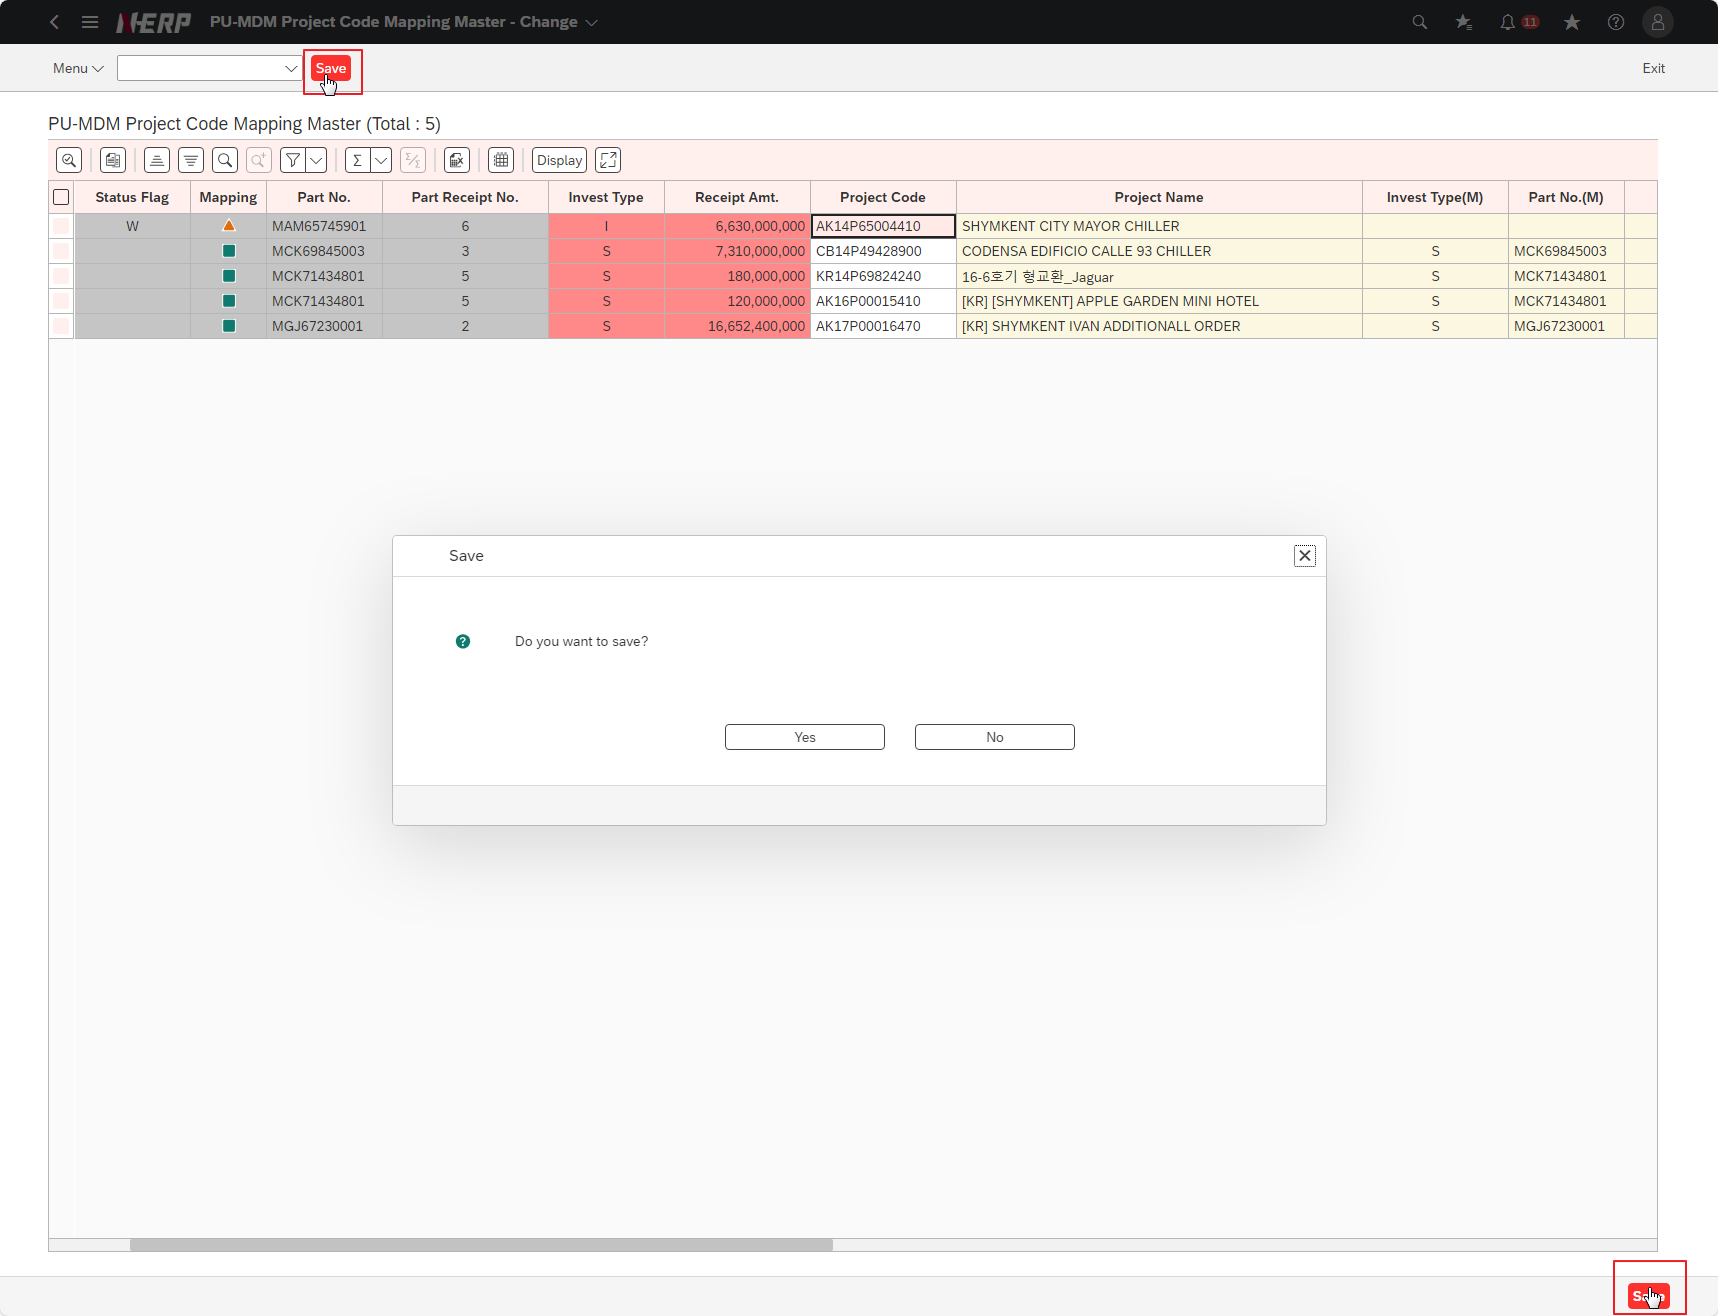 NERP PU-MDM Project Code Mapping Master - Change 11
Menu Save Exit
PU-MDM Project Code Mapping Master (Total : 5)
Display
Status Flag Mapping Part No. Part Receipt No. Invest Type Receipt Amt. Project Code Project Name Invest Type(M) Part No.(M)
W MAM65745901 6 I 6,630,000,000 AK14P65004410 SHYMKENT CITY MAYOR CHILLER
MCK69845003 3 S 7,310,000,000 CB14P49428900 CODENSA EDIFICIO CALLE 93 CHILLER S MCK69845003
MCK71434801 5 S 180,000,000 KR14P69824240 16-6호기 형교환_Jaguar S MCK71434801
MCK71434801 5 S 120,000,000 AK16P00015410 [KR] [SHYMKENT] APPLE GARDEN MINI HOTEL S MCK71434801
MGJ67230001 2 S 16,652,400,000 AK17P00016470 [KR] SHYMKENT IVAN ADDITIONALL ORDER S MGJ67230001
Save
Do you want to save?
Yes No